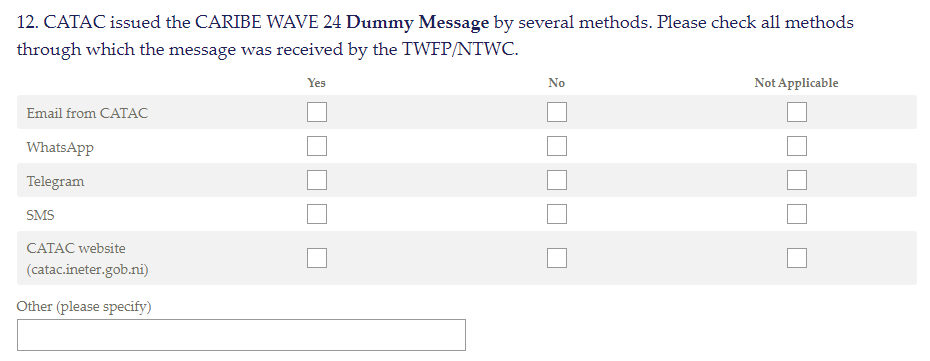 12. CATAC issued the CARIBE WAVE 24 Dummy Message by several methods. Please check all methods
through which the message was received by the TWFP/NTWC.
Yes No Not Applicable
Email from CATAC
WhatsApp
Telegram
SMS
CATAC website
(catac.ineter.gob.ni)
Other (please specify)